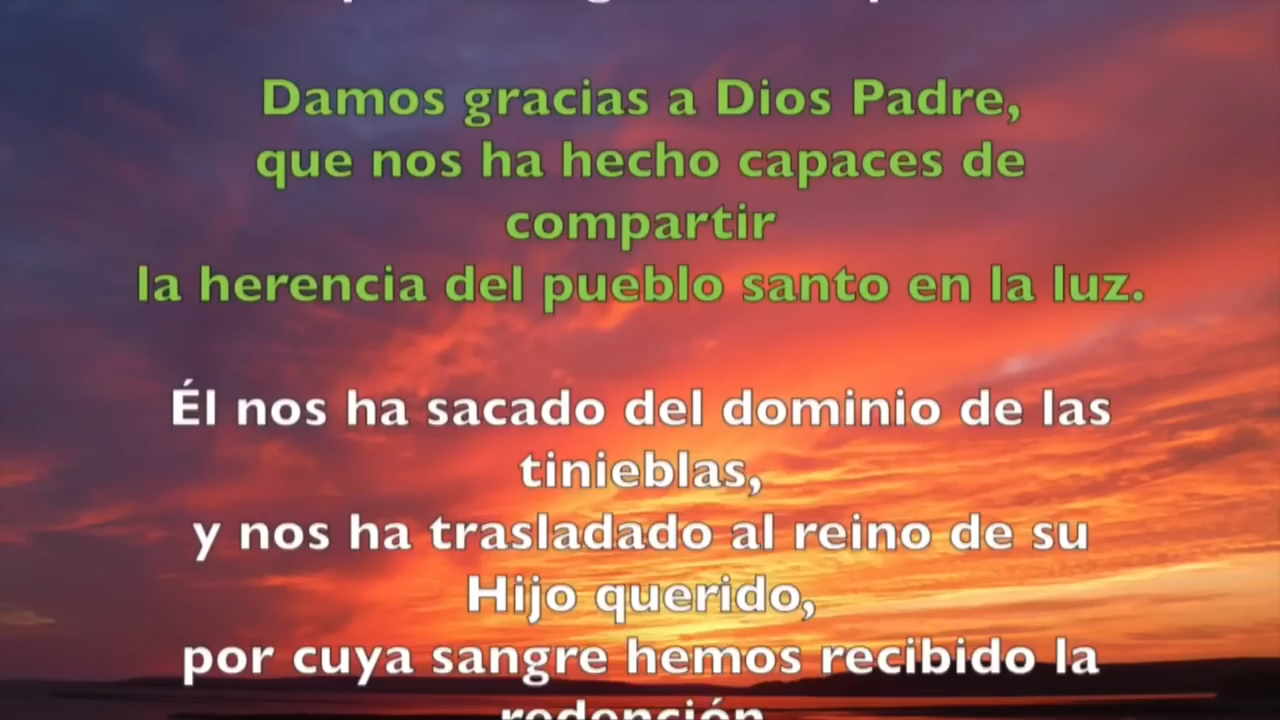 Damos gracias a Dios Padre,
que nos ha hecho capaces de
compartir
la herencia del pueblo santo en la luz.
Él nos ha sacado del dominio de las
tinieblas,
y nos ha trasladado al reino de su
Hijo querido,
por cuya sangre hemos recibido la
redención